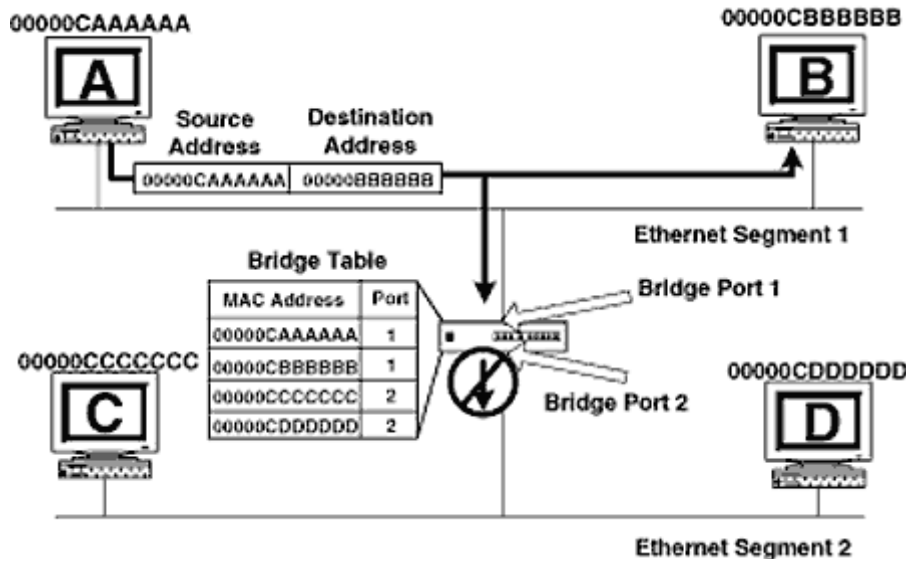 00000CAAAAAA
00000CBBBBBB
A
B
Source Address
Destination Address
00000CAAAAAA 00000BBBBBB
Ethernet Segment 1
Bridge Table
Bridge Port 1
MAC Address Port
00000CAAAAAA 1
00000CBBBBBB 1
00000CCCCCCC 2
00000CDDDDDD 2
Bridge Port 2
00000CCCCCCC
00000CDDDDDD
C
D
Ethernet Segment 2